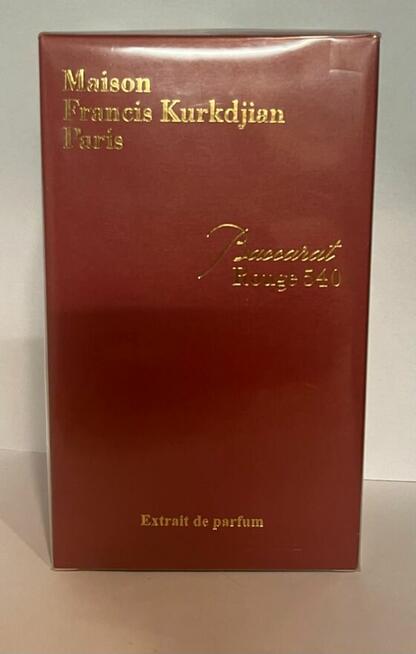 Maison
Francis Kurkdjian
Paris
Baccarat
Rouge 540
Extrait de parfum